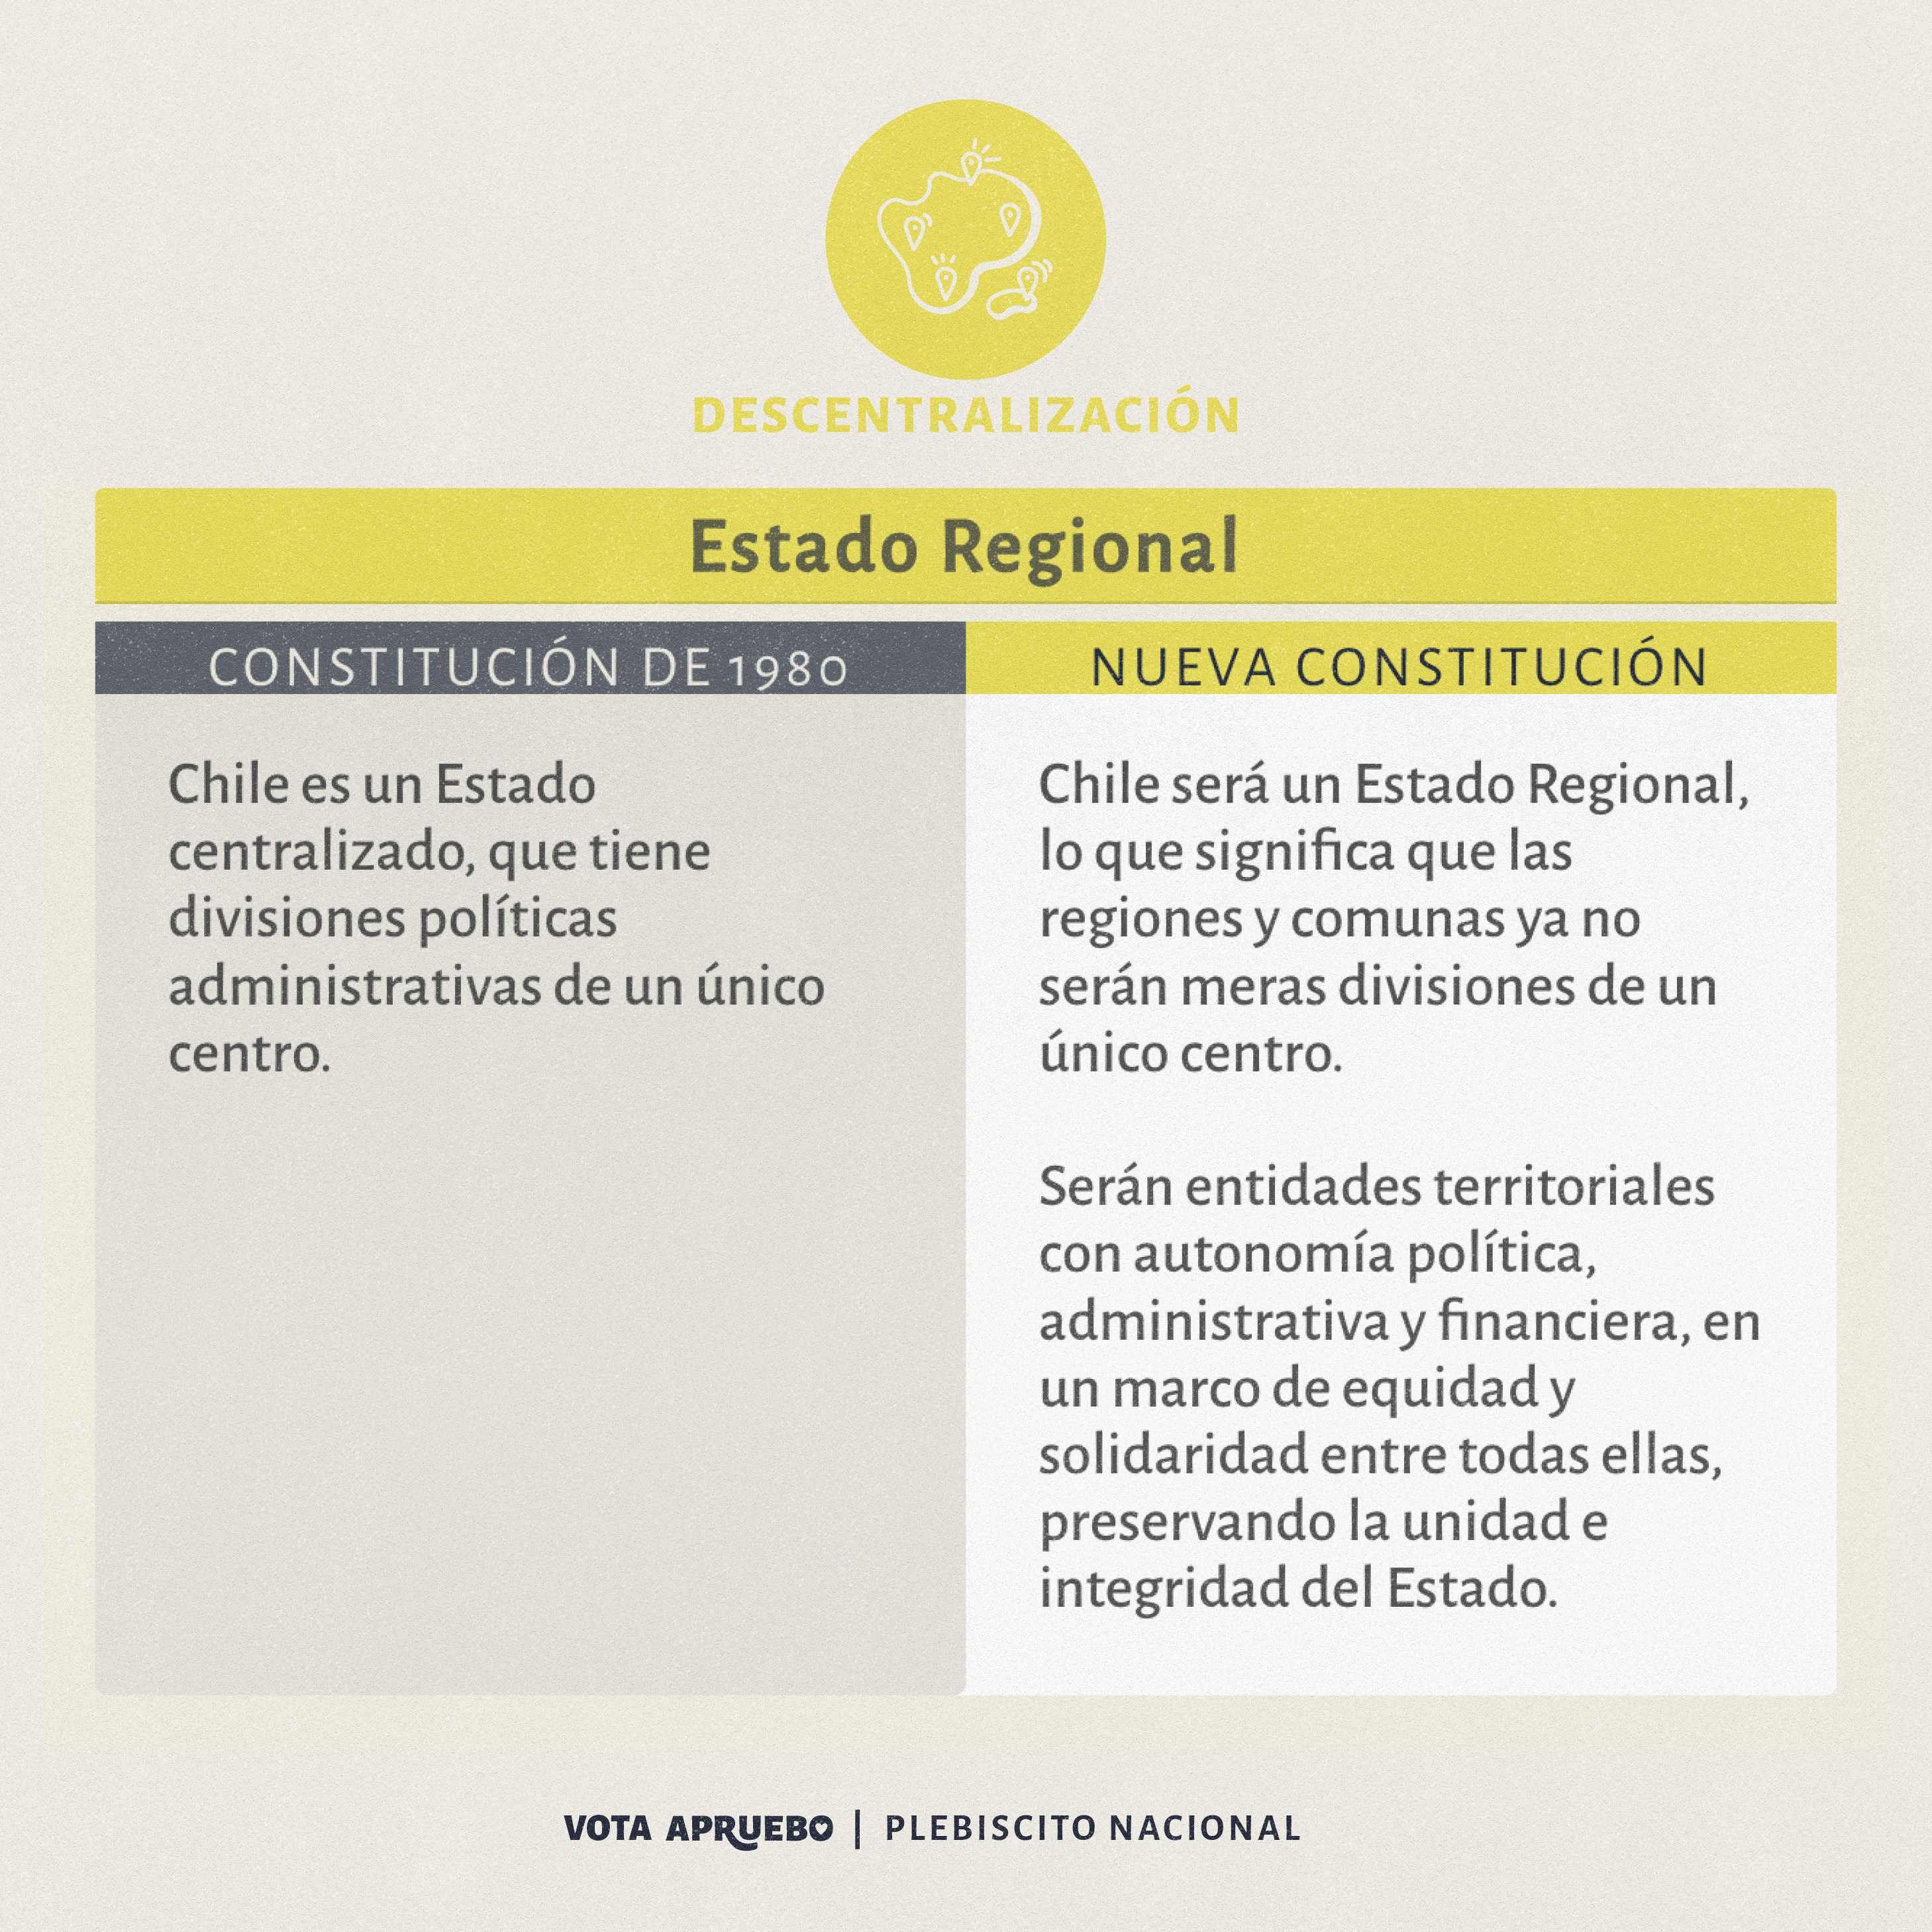 DESCENTRALIZACIÓN
Estado Regional
CONSTITUCIÓN DE 1980
Chile es un Estado
centralizado, que tiene
divisiones políticas
administrativas de un único
centro.
NUEVA CONSTITUCIÓN
Chile será un Estado Regional,
lo que significa que las
regiones y comunas ya no
serán meras divisiones de un
único centro.
Serán entidades territoriales
con autonomía política,
administrativa y financiera, en
un marco de equidad y
solidaridad entre todas ellas,
preservando la unidad e
integridad del Estado.
VOTA APRUEBO | PLEBISCITO NACIONAL